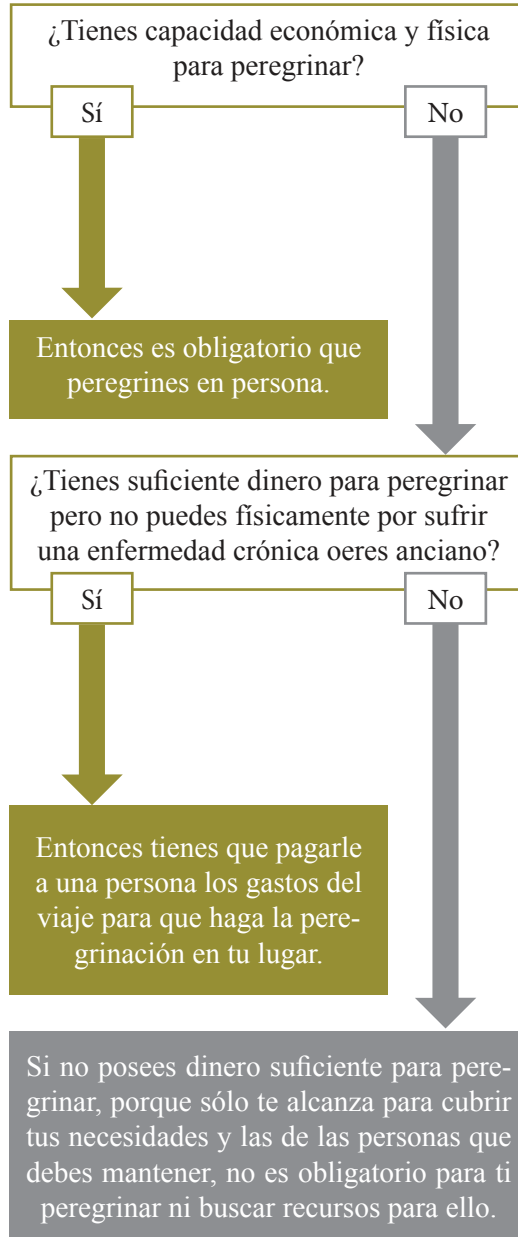 ¿Tienes capacidad económica y física
para peregrinar?
Sí
No
Entonces es obligatorio que
peregrines en persona.
¿Tienes suficiente dinero para peregrinar
pero no puedes físicamente por sufrir
una enfermedad crónica oeres anciano?
Sí
No
Entonces tienes que pagarle
a una persona los gastos del
viaje para que haga la pere-
grinación en tu lugar.
Si no posees dinero suficiente para pere-
grinar, porque sólo te alcanza para cubrir
tus necesidades y las de las personas que
debes mantener, no es obligatorio para ti
peregrinar ni buscar recursos para ello.